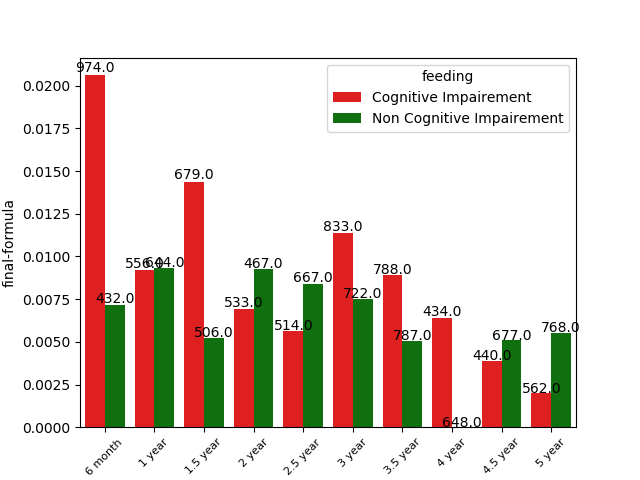 feeding
Cognitive Impairement
Non Cognitive Impairement
final-formula
0.0200
0.0175
0.0150
0.0125
0.0100
0.0075
0.0050
0.0025
0.0000
974.0
432.0
556.0
644.0
679.0
506.0
533.0
467.0
514.0
667.0
833.0
722.0
788.0
787.0
434.0
648.0
440.0
677.0
562.0
768.0
6 month
1 year
1.5 year
2 year
2.5 year
3 year
3.5 year
4 year
4.5 year
5 year